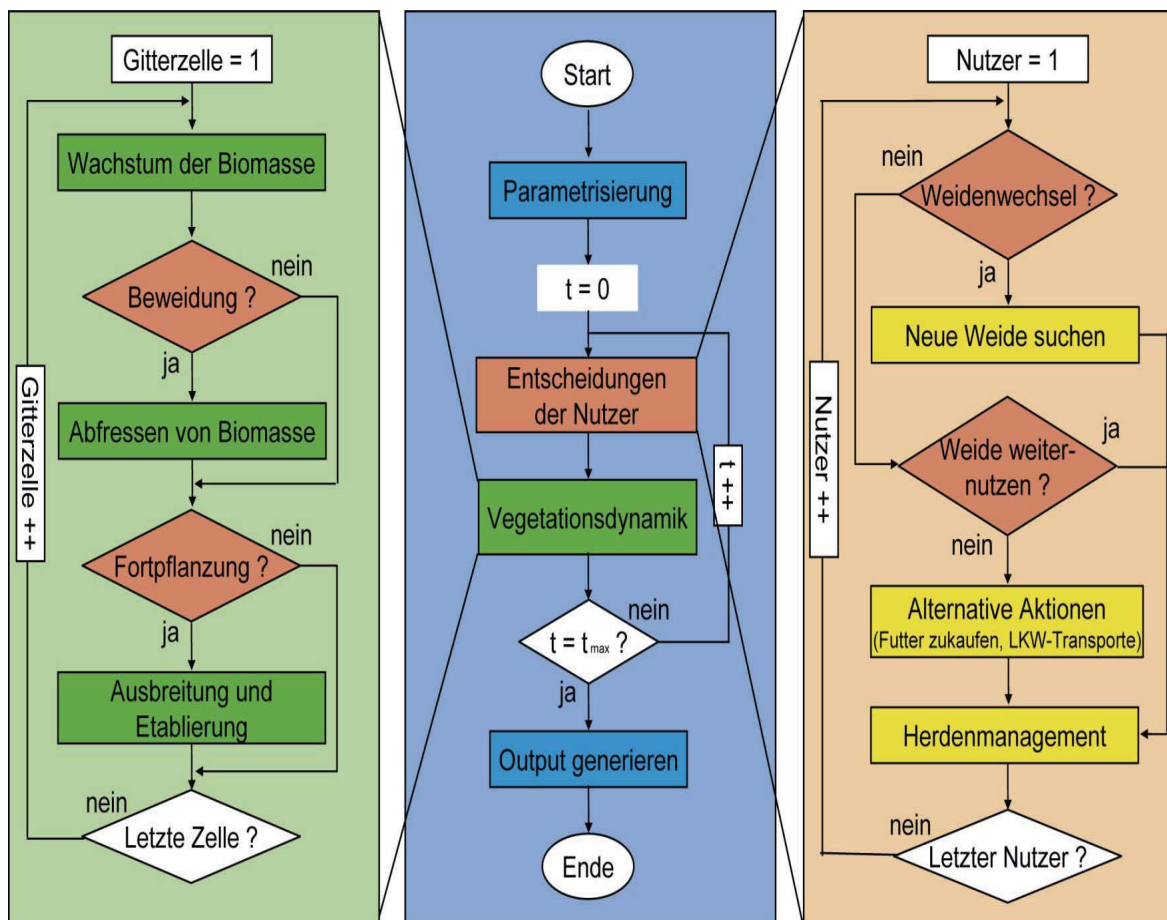 Gitterzelle = 1
Wachstum der Biomasse
Beweidung ?
nein
ja
Abfressen von Biomasse
Gitterzelle ++
Fortpflanzung ?
nein
ja
Ausbreitung und
Etablierung
nein
Letzte Zelle ?
Start
Parametrisierung
t = 0
Entscheidungen
der Nutzer
t ++
Vegetationsdynamik
nein
t = t max ?
ja
Output generieren
Ende
Nutzer = 1
nein
Weidenwechsel ?
ja
Neue Weide suchen
Nutzer ++
ja
Weide weiter-
nutzen ?
nein
Alternative Aktionen
(Futter zukaufen, LKW-Transporte)
Herdenmanagement
nein
Letzter Nutzer ?